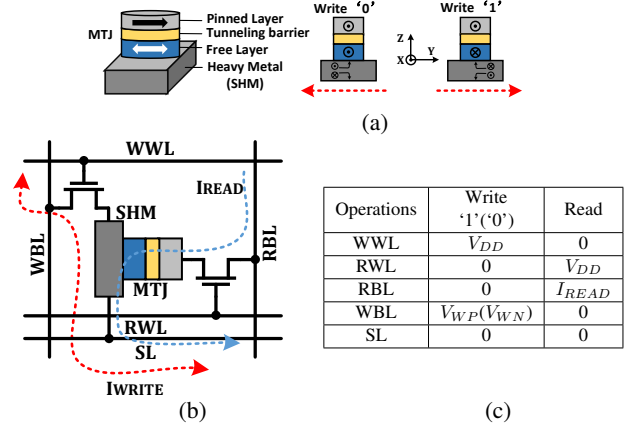 Pinned Layer
Tunneling barrier
Free Layer
Heavy Metal
(SHM)
MTJ
Write ‘0’
Write ‘1’
Z
Y
X
(a)
WWL
IREAD
SHM
WBL
RBL
MTJ
RWL
SL
IWRITE
(b)
Operations Write ‘1’(‘0’) Read
WWL V_DD 0
RWL 0 V_DD
RBL 0 I_READ
WBL V_WP(V_WN) 0
SL 0 0
(c)